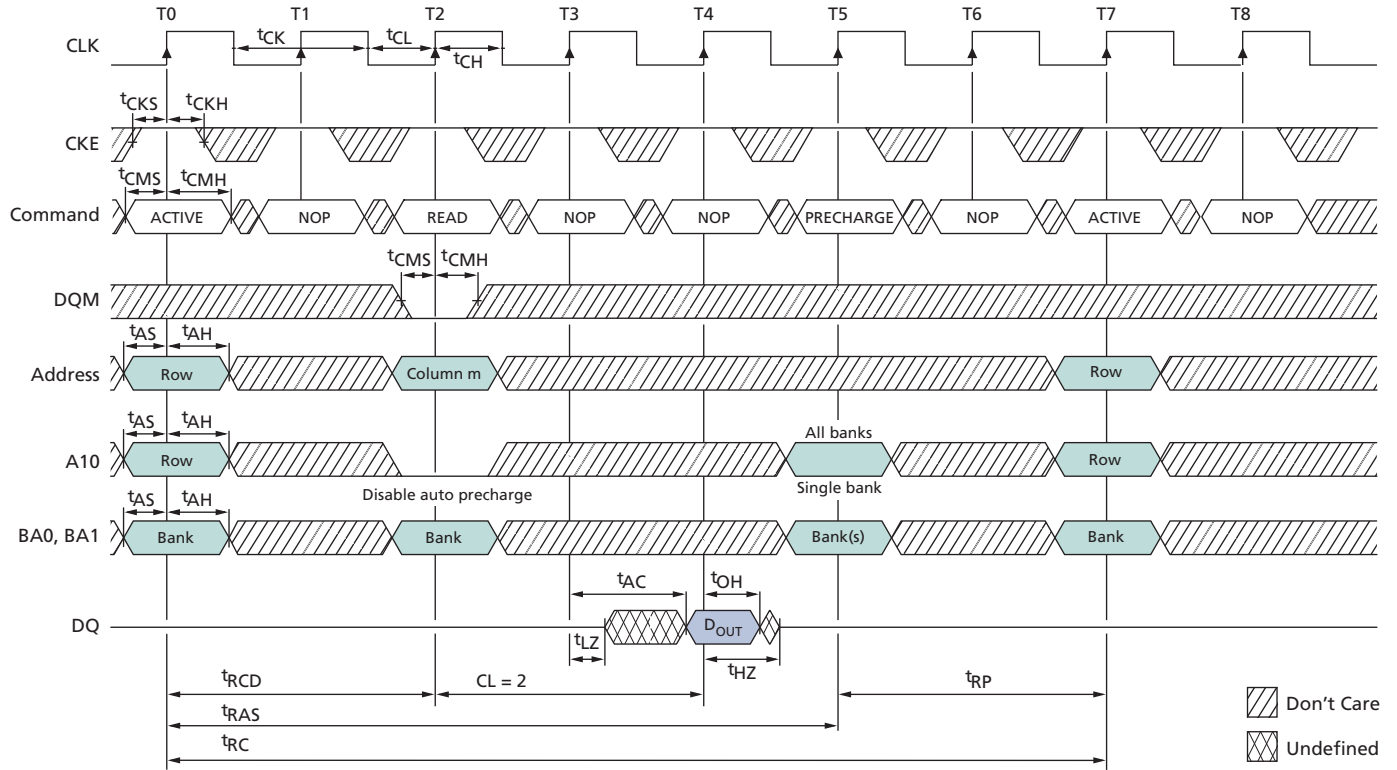 T0 T1 T2 T3 T4 T5 T6 T7 T8
CLK
tCK tCL
tCH
tCKS tCKH
CKE
tCMS tCMH
Command ACTIVE NOP READ NOP NOP PRECHARGE NOP ACTIVE NOP
tCMS tCMH
DQM
tAS tAH
Address Row Column m Row
tAS tAH
All banks
A10 Row Row
Disable auto precharge Single bank
tAS tAH
BA0, BA1 Bank Bank Bank(s) Bank
tAC tOH
DQ DOUT
tLZ tHZ
tRCD CL = 2 tRP
tRAS
tRC
Don't Care
Undefined